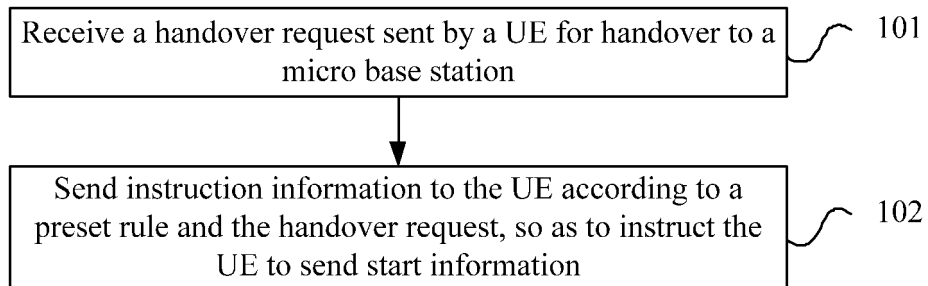 Receive a handover request sent by a UE for handover to a
micro base station
101
Send instruction information to the UE according to a
preset rule and the handover request, so as to instruct the
UE to send start information
102